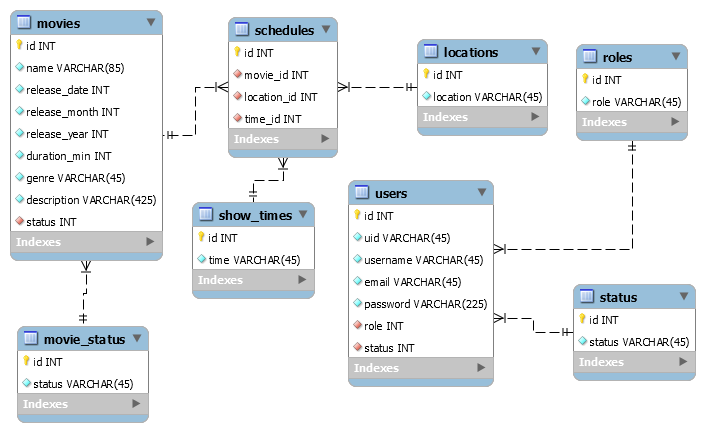 movies
id INT
name VARCHAR(85)
release_date INT
release_month INT
release_year INT
duration_min INT
genre VARCHAR(45)
description VARCHAR(425)
status INT
Indexes
schedules
id INT
movie_id INT
location_id INT
time_id INT
Indexes
locations
id INT
location VARCHAR(45)
Indexes
roles
id INT
role VARCHAR(45)
Indexes
show_times
id INT
time VARCHAR(45)
Indexes
users
id INT
uid VARCHAR(45)
username VARCHAR(45)
email VARCHAR(45)
password VARCHAR(225)
role INT
status INT
Indexes
status
id INT
status VARCHAR(45)
Indexes
movie_status
id INT
status VARCHAR(45)
Indexes